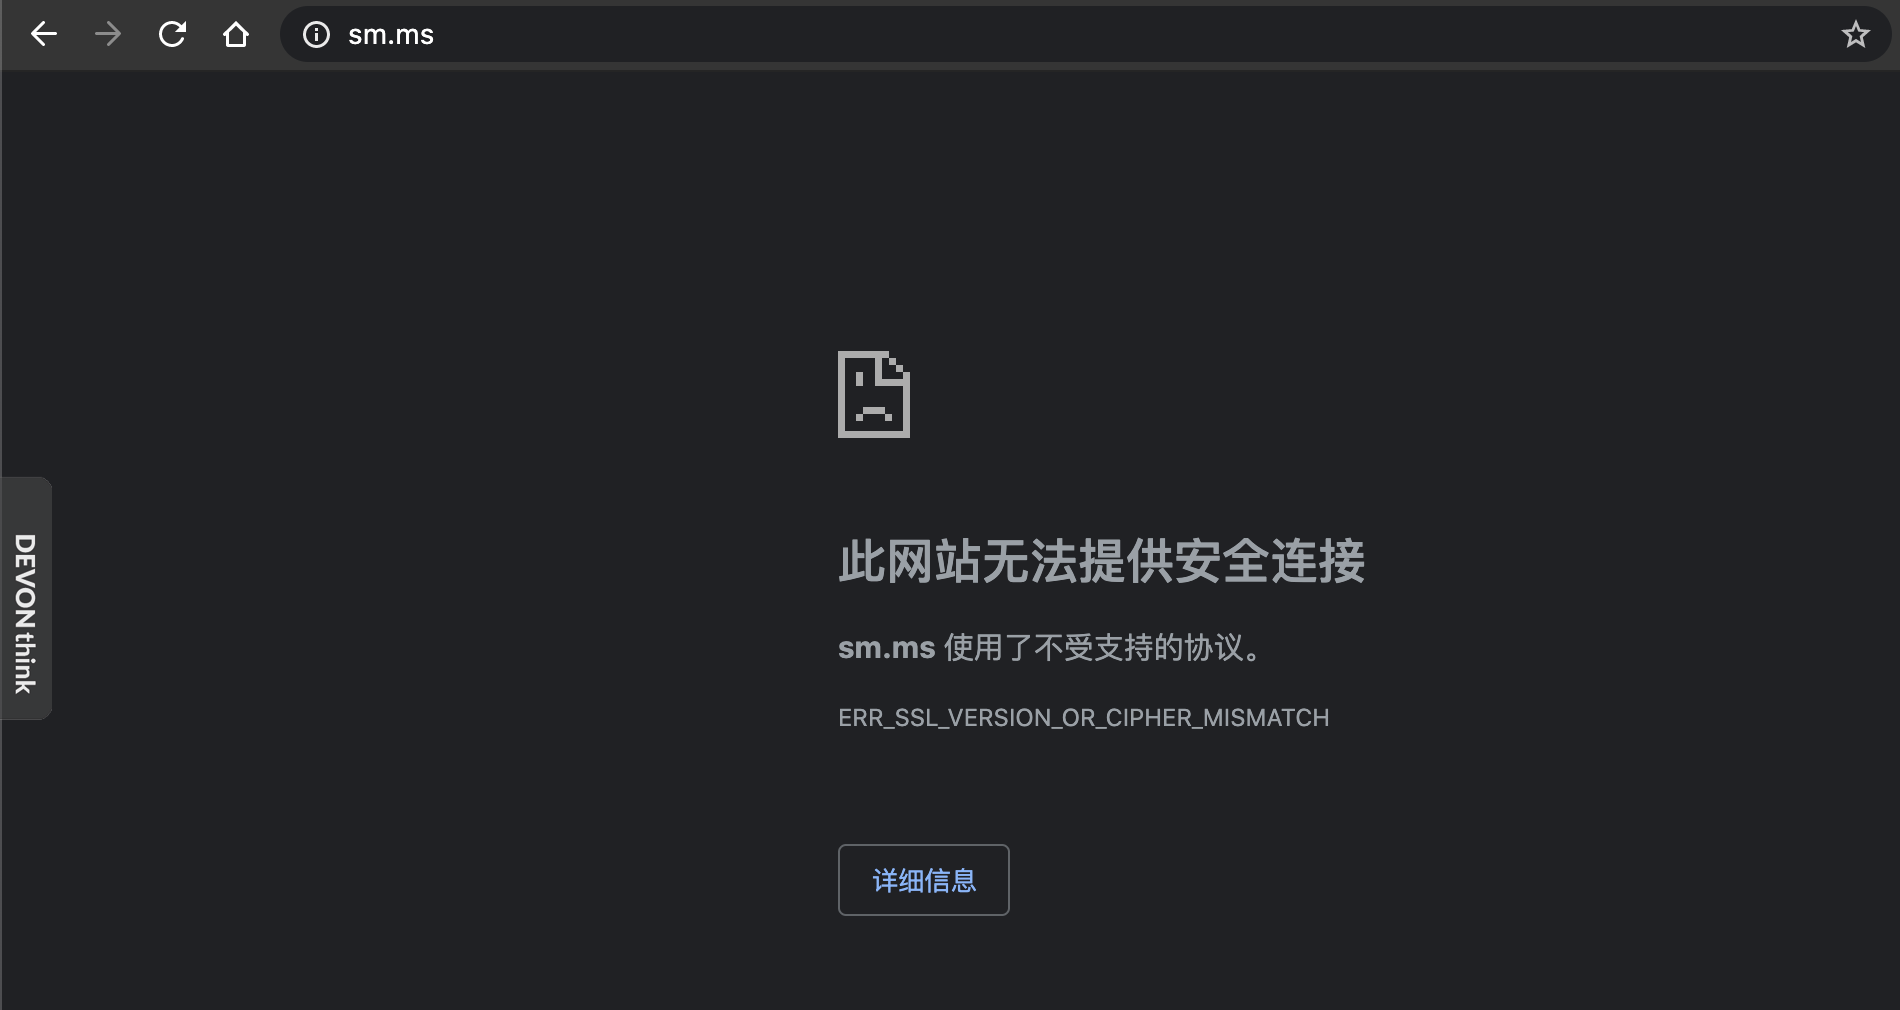 sm.ms
DEVONthink
此网站无法提供安全连接
sm.ms 使用了不受支持的协议。
ERR_SSL_VERSION_OR_CIPHER_MISMATCH
详细信息